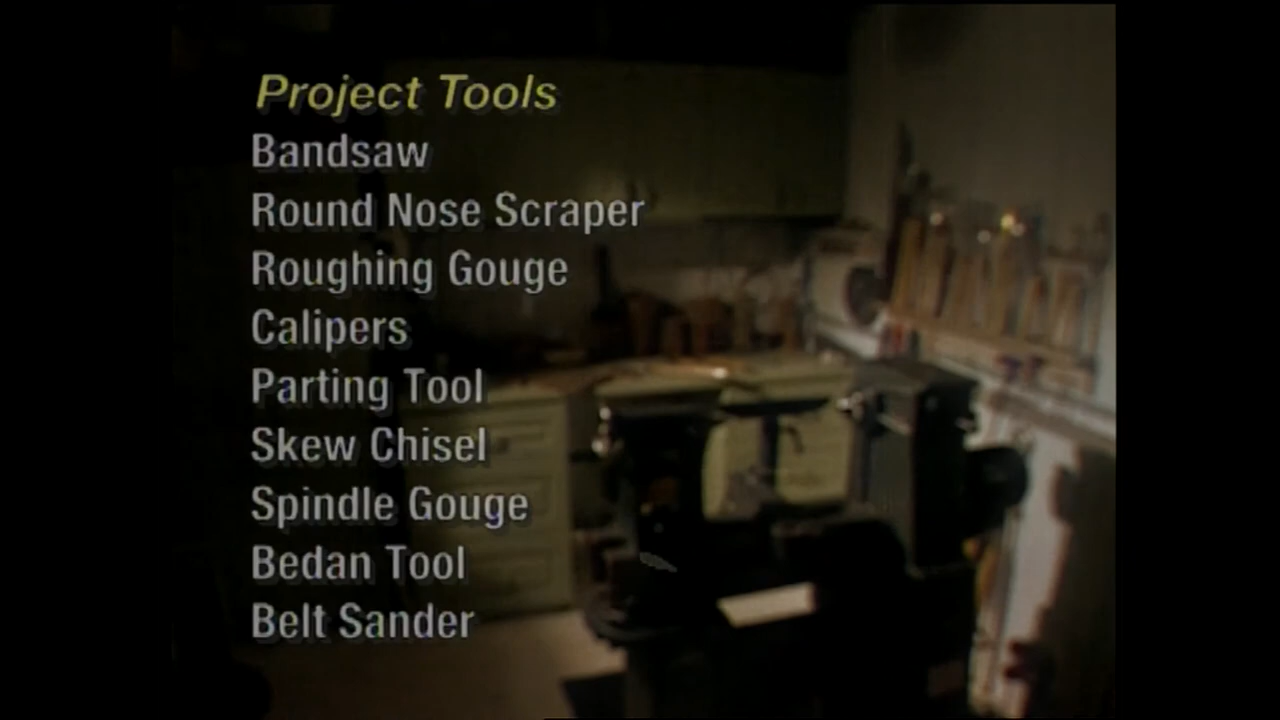 Project Tools
Bandsaw
Round Nose Scraper
Roughing Gouge
Calipers
Parting Tool
Skew Chisel
Spindle Gouge
Bedan Tool
Belt Sander